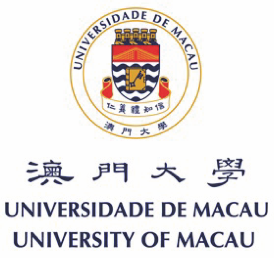 UNIVERSIDADE DE MACAU
仁義禮知信
澳門大學
澳門大學
UNIVERSIDADE DE MACAU
UNIVERSITY OF MACAU